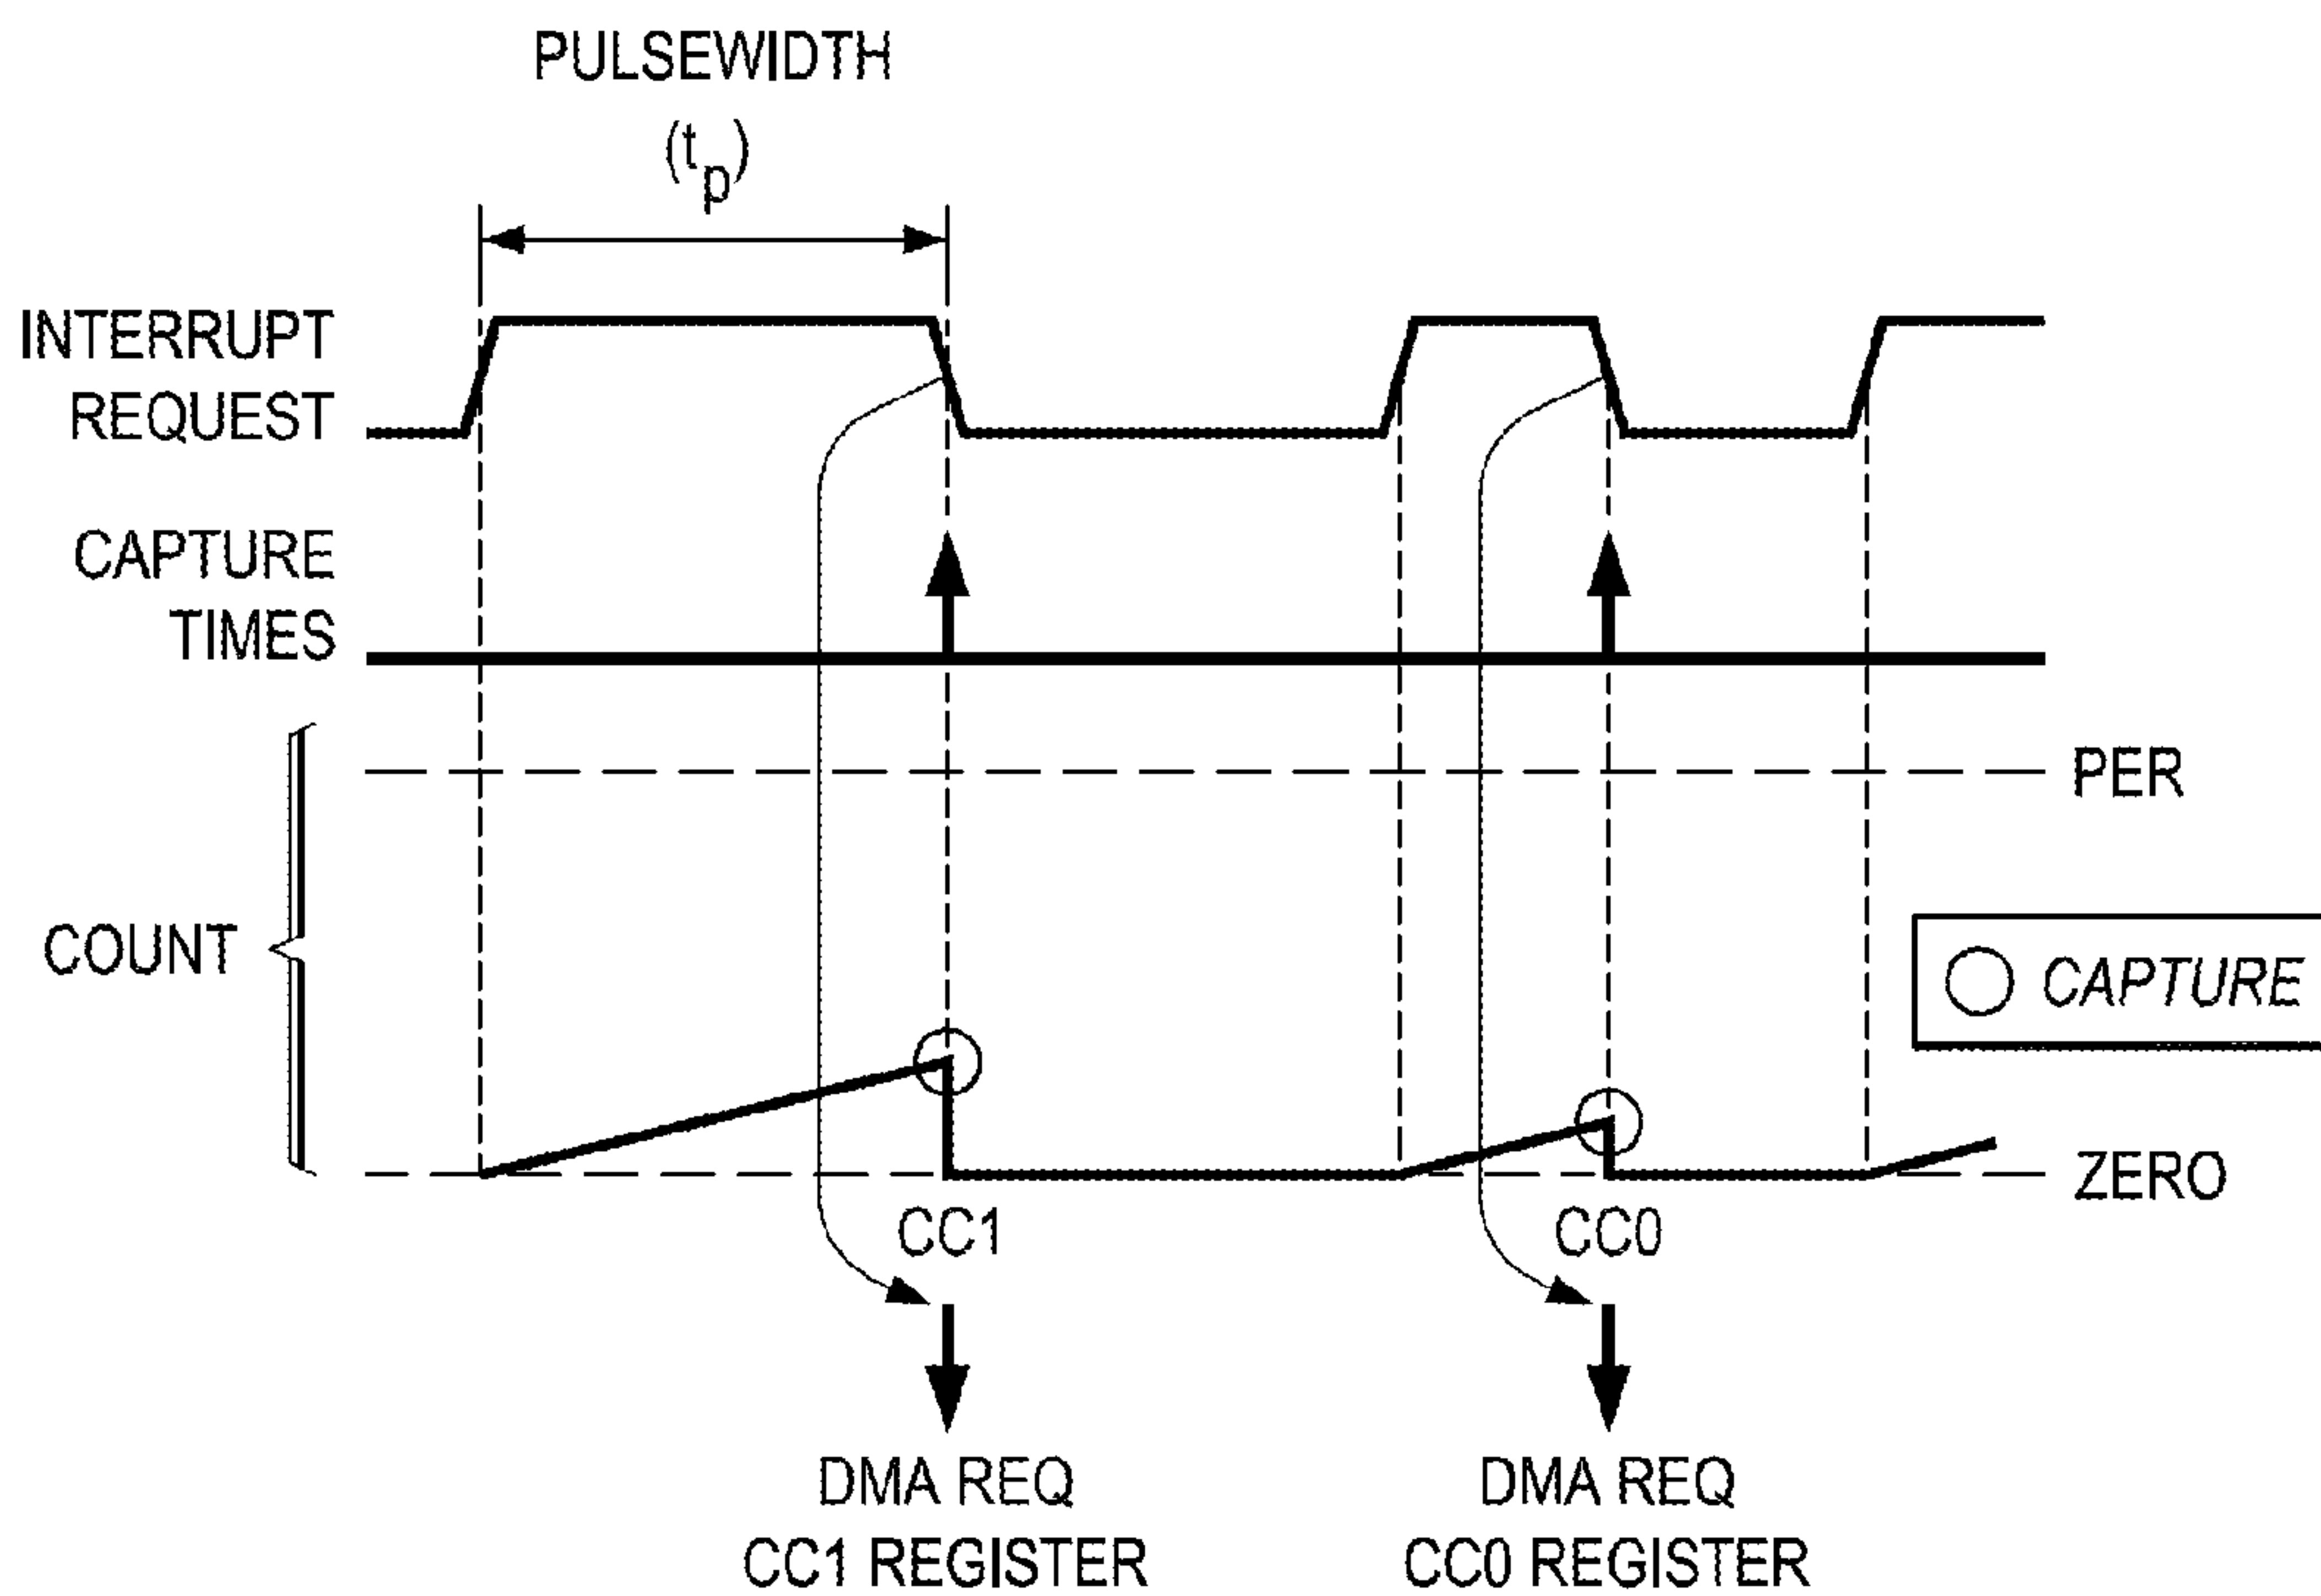 PULSEWIDTH
(tp)
INTERRUPT
REQUEST
CAPTURE
TIMES
PER
COUNT
CAPTURE
ZERO
CC1
CC0
DMA REQ
CC1 REGISTER
DMA REQ
CC0 REGISTER